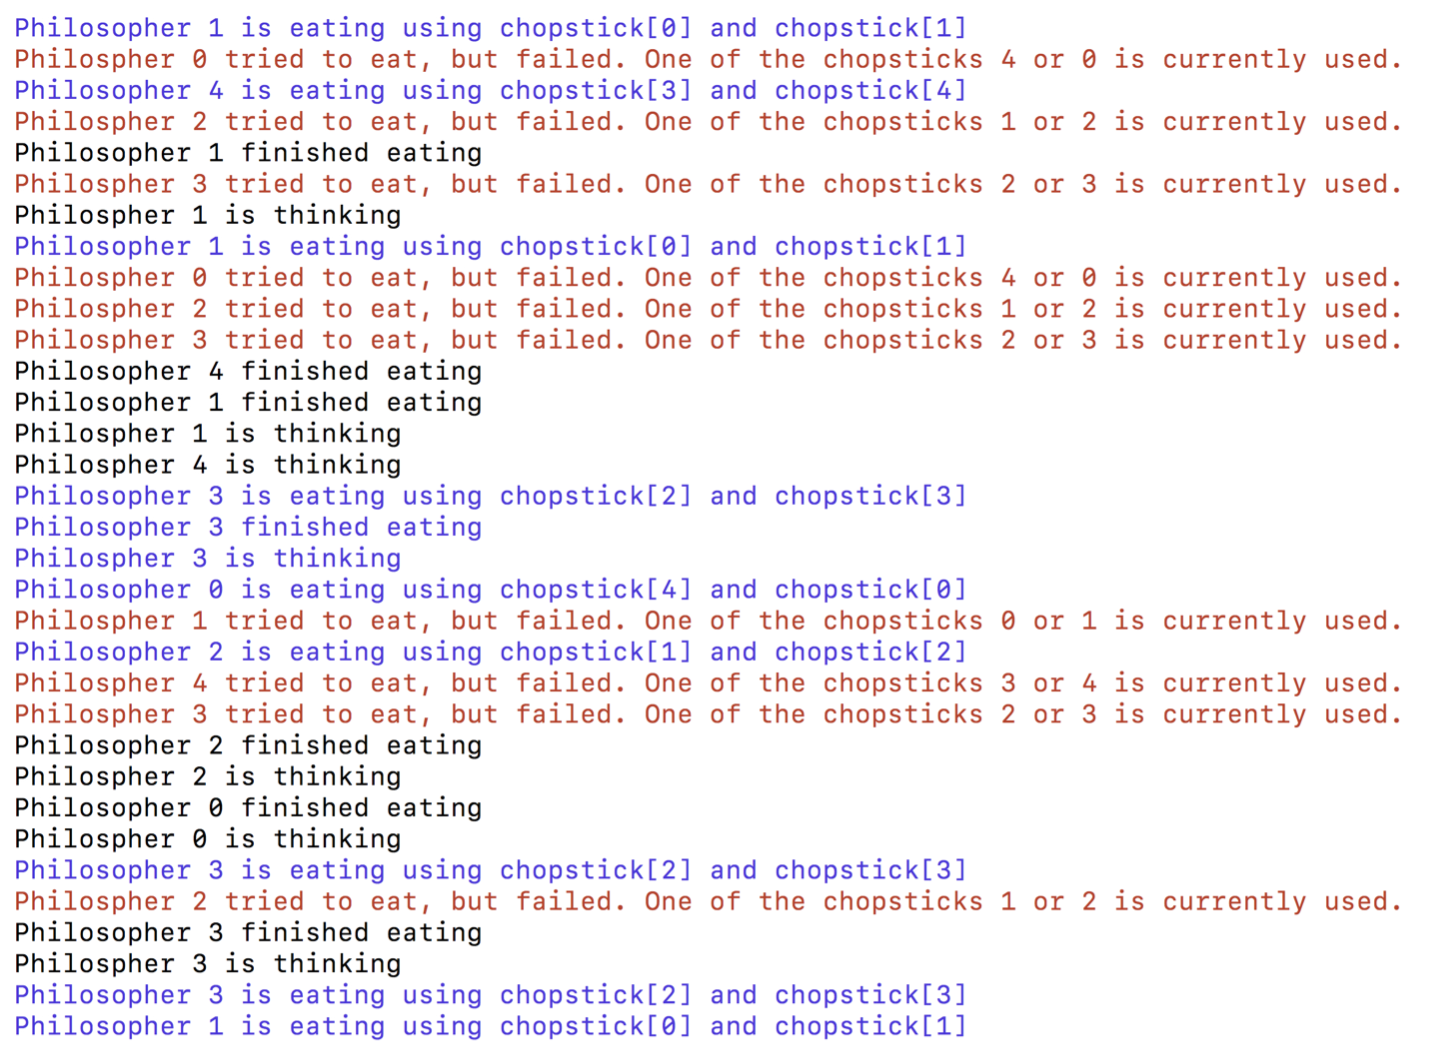 Philosopher 1 is eating using chopstick[0] and chopstick[1]
Philospher 0 tried to eat, but failed. One of the chopsticks 4 or 0 is currently used.
Philosopher 4 is eating using chopstick[3] and chopstick[4]
Philospher 2 tried to eat, but failed. One of the chopsticks 1 or 2 is currently used.
Philosopher 1 finished eating
Philospher 3 tried to eat, but failed. One of the chopsticks 2 or 3 is currently used.
Philospher 1 is thinking
Philosopher 1 is eating using chopstick[0] and chopstick[1]
Philospher 0 tried to eat, but failed. One of the chopsticks 4 or 0 is currently used.
Philospher 2 tried to eat, but failed. One of the chopsticks 1 or 2 is currently used.
Philospher 3 tried to eat, but failed. One of the chopsticks 2 or 3 is currently used.
Philosopher 4 finished eating
Philosopher 1 finished eating
Philospher 1 is thinking
Philospher 4 is thinking
Philosopher 3 is eating using chopstick[2] and chopstick[3]
Philosopher 3 finished eating
Philospher 3 is thinking
Philosopher 0 is eating using chopstick[4] and chopstick[0]
Philospher 1 tried to eat, but failed. One of the chopsticks 0 or 1 is currently used.
Philosopher 2 is eating using chopstick[1] and chopstick[2]
Philospher 4 tried to eat, but failed. One of the chopsticks 3 or 4 is currently used.
Philospher 3 tried to eat, but failed. One of the chopsticks 2 or 3 is currently used.
Philosopher 2 finished eating
Philospher 2 is thinking
Philosopher 0 finished eating
Philospher 0 is thinking
Philosopher 3 is eating using chopstick[2] and chopstick[3]
Philospher 2 tried to eat, but failed. One of the chopsticks 1 or 2 is currently used.
Philosopher 3 finished eating
Philospher 3 is thinking
Philosopher 3 is eating using chopstick[2] and chopstick[3]
Philosopher 1 is eating using chopstick[0] and chopstick[1]